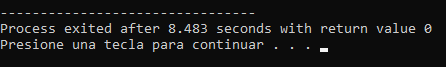 --------------------------------
Process exited after 8.483 seconds with return value 0
Presione una tecla para continuar . . .